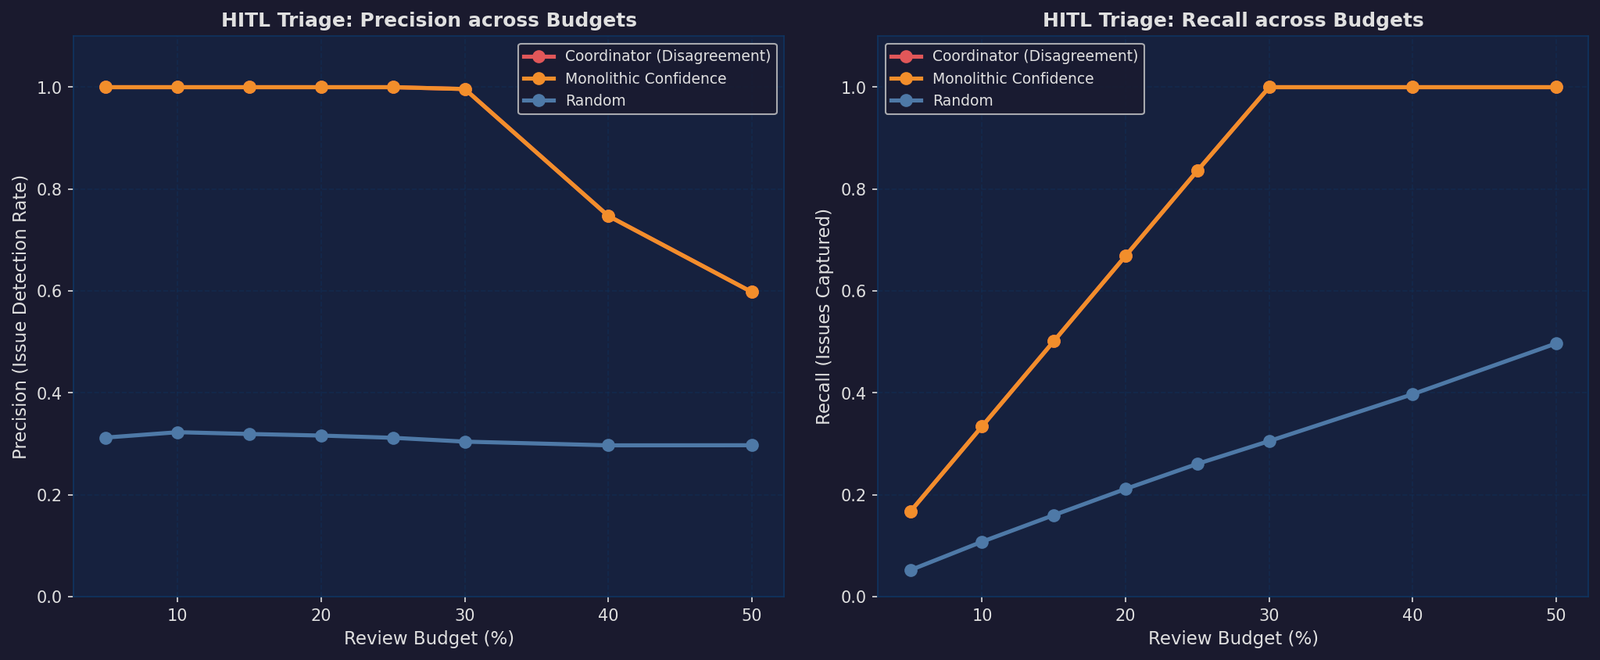 HITL Triage: Precision across Budgets
Coordinator (Disagreement)
Monolithic Confidence
Random
1.0
0.8
0.6
0.4
0.2
0.0
Precision (Issue Detection Rate)
10
20
30
40
50
Review Budget (%)
HITL Triage: Recall across Budgets
Coordinator (Disagreement)
Monolithic Confidence
Random
1.0
0.8
0.6
0.4
0.2
0.0
Recall (Issues Captured)
10
20
30
40
50
Review Budget (%)